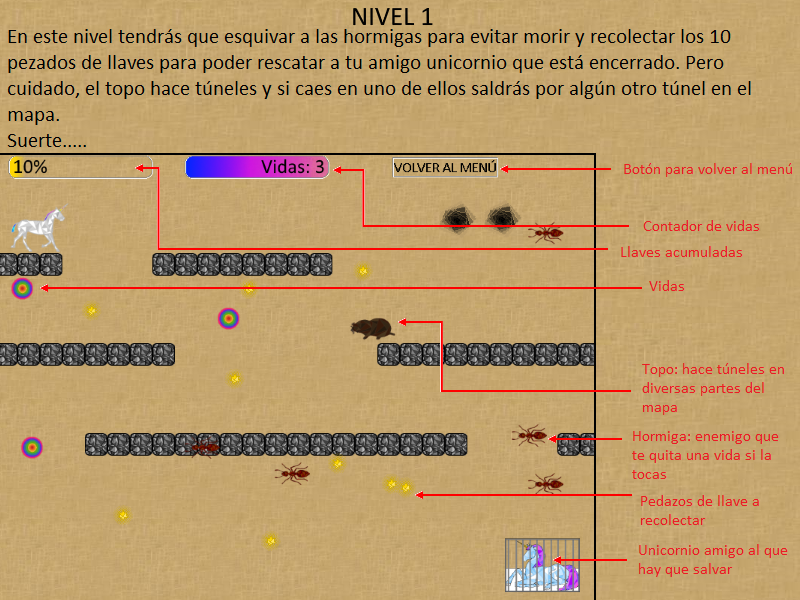 NIVEL 1
En este nivel tendrás que esquivar a las hormigas para evitar morir y recolectar los 10
pezados de llaves para poder rescatar a tu amigo unicornio que está encerrado. Pero
cuidado, el topo hace túneles y si caes en uno de ellos saldrás por algún otro túnel en el
mapa.
Suerte.....
10%
Vidas: 3
VOLVER AL MENÚ
Botón para volver al menú
Contador de vidas
Llaves acumuladas
Vidas
Topo: hace túneles en
diversas partes del
mapa
Hormiga: enemigo que
te quita una vida si la
tocas
Pedazos de llave a
recolectar
Unicornio amigo al que
hay que salvar